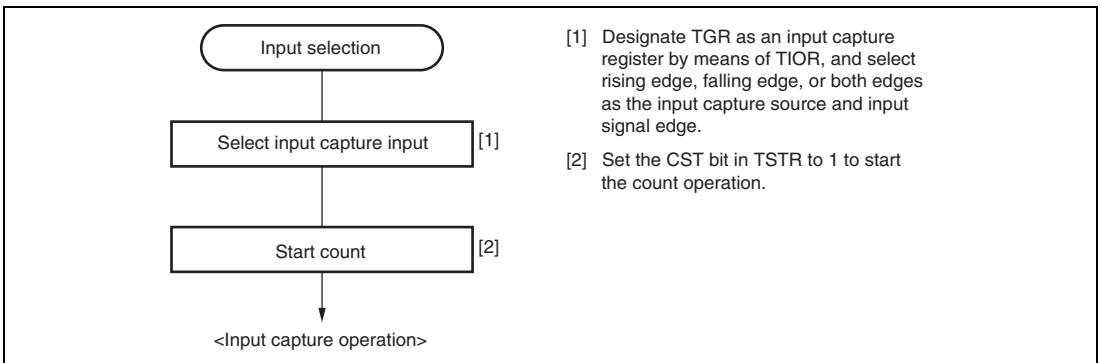 Input selection
Select input capture input [1]
Start count [2]
<Input capture operation>
[1] Designate TGR as an input capture
register by means of TIOR, and select
rising edge, falling edge, or both edges
as the input capture source and input
signal edge.
[2] Set the CST bit in TSTR to 1 to start
the count operation.